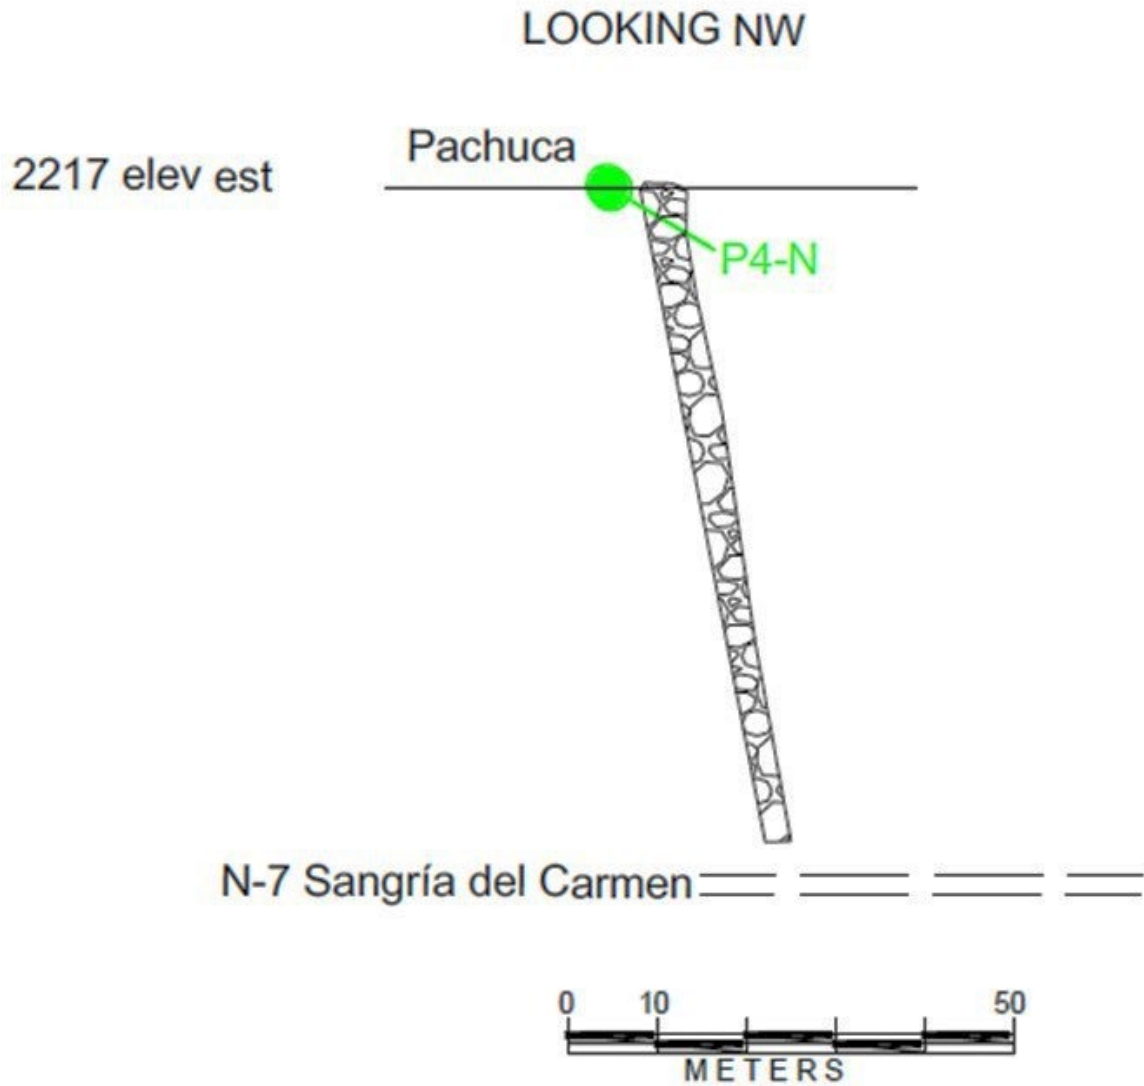 LOOKING NW
Pachuca
2217 elev est
P4-N
N-7 Sangría del Carmen
0 10 50
METERS